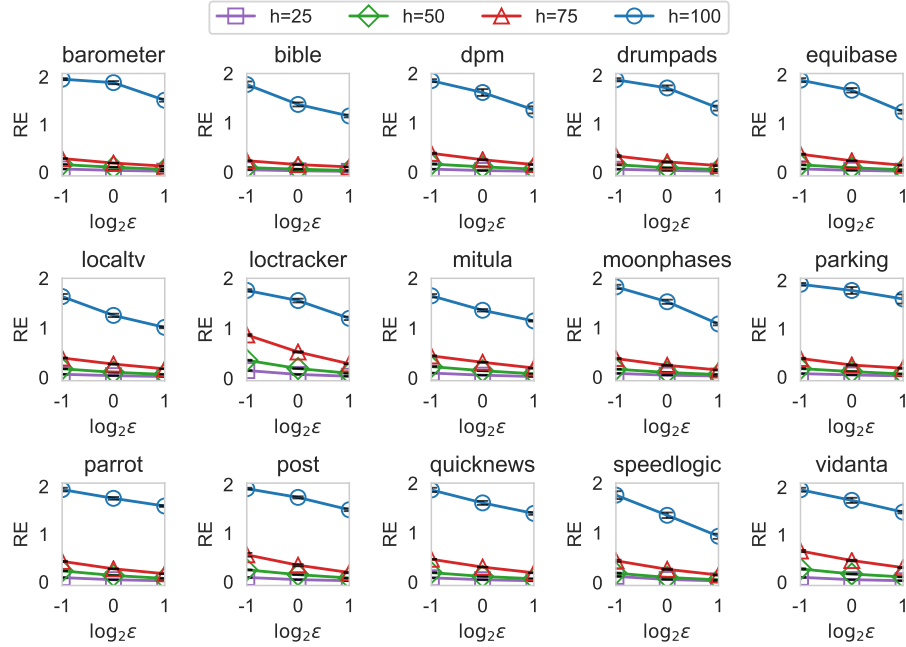 h=25 h=50 h=75 h=100
barometer bible dpm drumpads equibase
2 2 2 2 2
RE RE RE RE RE
1 1 1 1 1
0 0 0 0 0
-1 0 1 -1 0 1 -1 0 1 -1 0 1 -1 0 1
log₂ε log₂ε log₂ε log₂ε log₂ε
localtv loctracker mitula moonphases parking
2 2 2 2 2
RE RE RE RE RE
1 1 1 1 1
0 0 0 0 0
-1 0 1 -1 0 1 -1 0 1 -1 0 1 -1 0 1
log₂ε log₂ε log₂ε log₂ε log₂ε
parrot post quicknews speedlogic vidanta
2 2 2 2 2
RE RE RE RE RE
1 1 1 1 1
0 0 0 0 0
-1 0 1 -1 0 1 -1 0 1 -1 0 1 -1 0 1
log₂ε log₂ε log₂ε log₂ε log₂ε